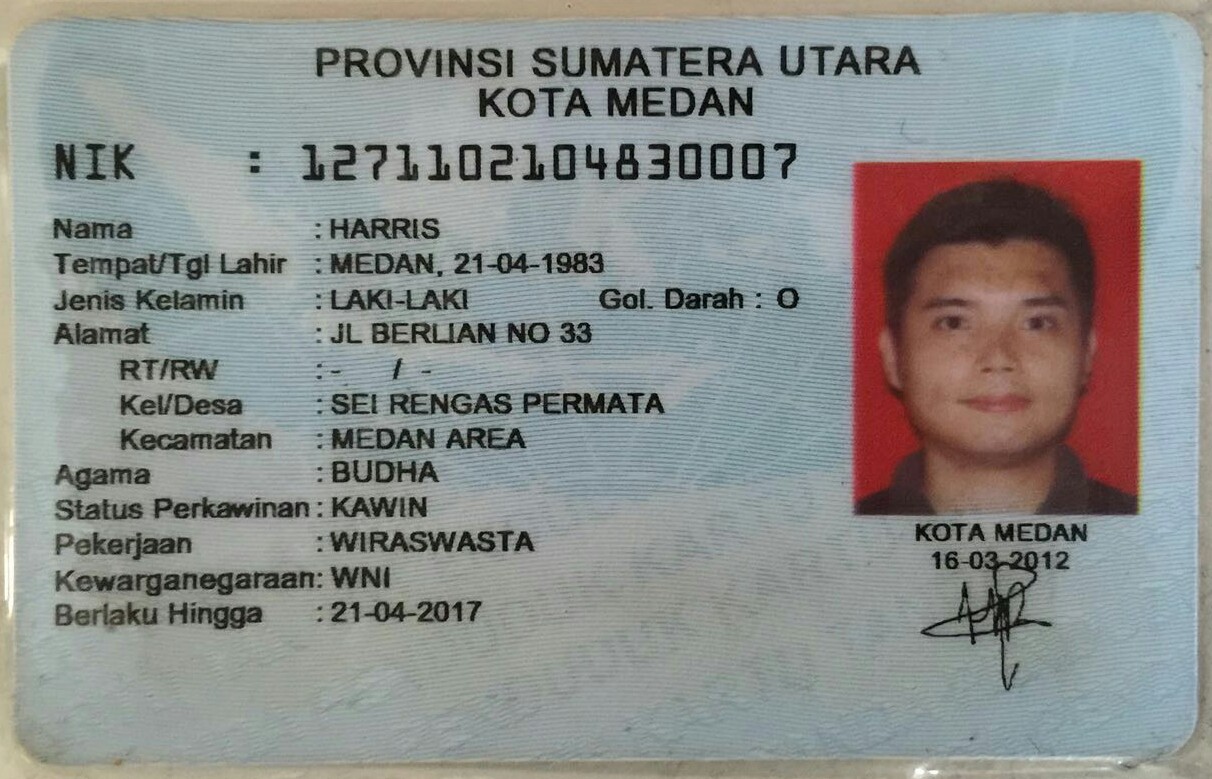 PROVINSI SUMATERA UTARA
KOTA MEDAN
NIK : 1271102104830007
Nama : HARRIS
Tempat/Tgl Lahir : MEDAN, 21-04-1983
Jenis Kelamin : LAKI-LAKI Gol. Darah : O
Alamat : JL BERLIAN NO 33
RT/RW : - / -
Kel/Desa : SEI RENGAS PERMATA
Kecamatan : MEDAN AREA
Agama : BUDHA
Status Perkawinan : KAWIN
Pekerjaan : WIRASWASTA
Kewarganegaraan: WNI
Berlaku Hingga : 21-04-2017
KOTA MEDAN
16-03-2012